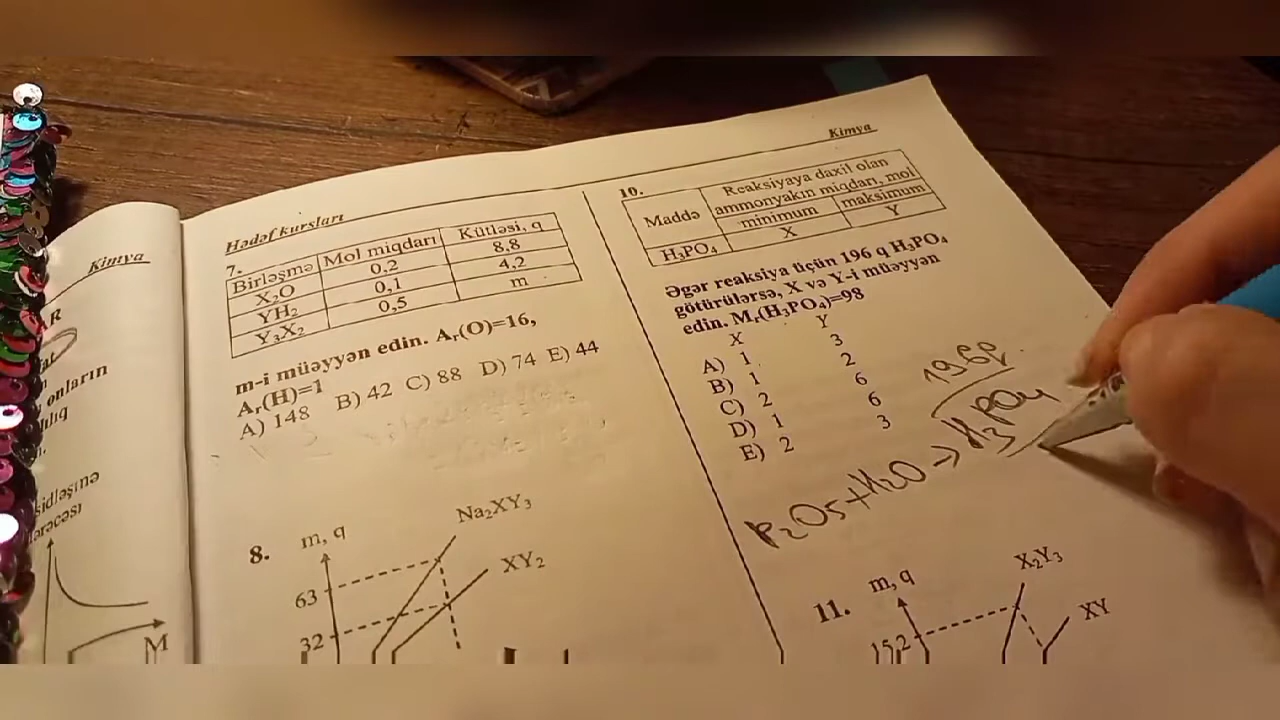 Kimya
R
onların
Hədəf kursları
7.
Birləşmə Mol miqdarı Kütləsi, q
X₂O 0,2 8,8
YH₂ 0,1 4,2
Y₃X₂ 0,5 m
m-i müəyyən edin. Aᵣ(O)=16,
Aᵣ(H)=1
A) 148 B) 42 C) 88 D) 74 E) 44
8. m, q
Na₂XY₃
XY₂
63
32
M
Kimya
10.
Maddə Reaksiyaya daxil olan
ammonyakın miqdarı, mol
minimum maksimum
H₃PO₄ X Y
Əgər reaksiya üçün 196 q H₃PO₄
götürülərsə, X və Y-i müəyyən
edin. Mᵣ(H₃PO₄)=98
X Y
A) 1 3
B) 1 2
C) 2 6
D) 1 6
E) 2 3
196q
P₂O₅+H₂O→H₃PO₄
11. m, q
X₂Y₃
XY
15,2